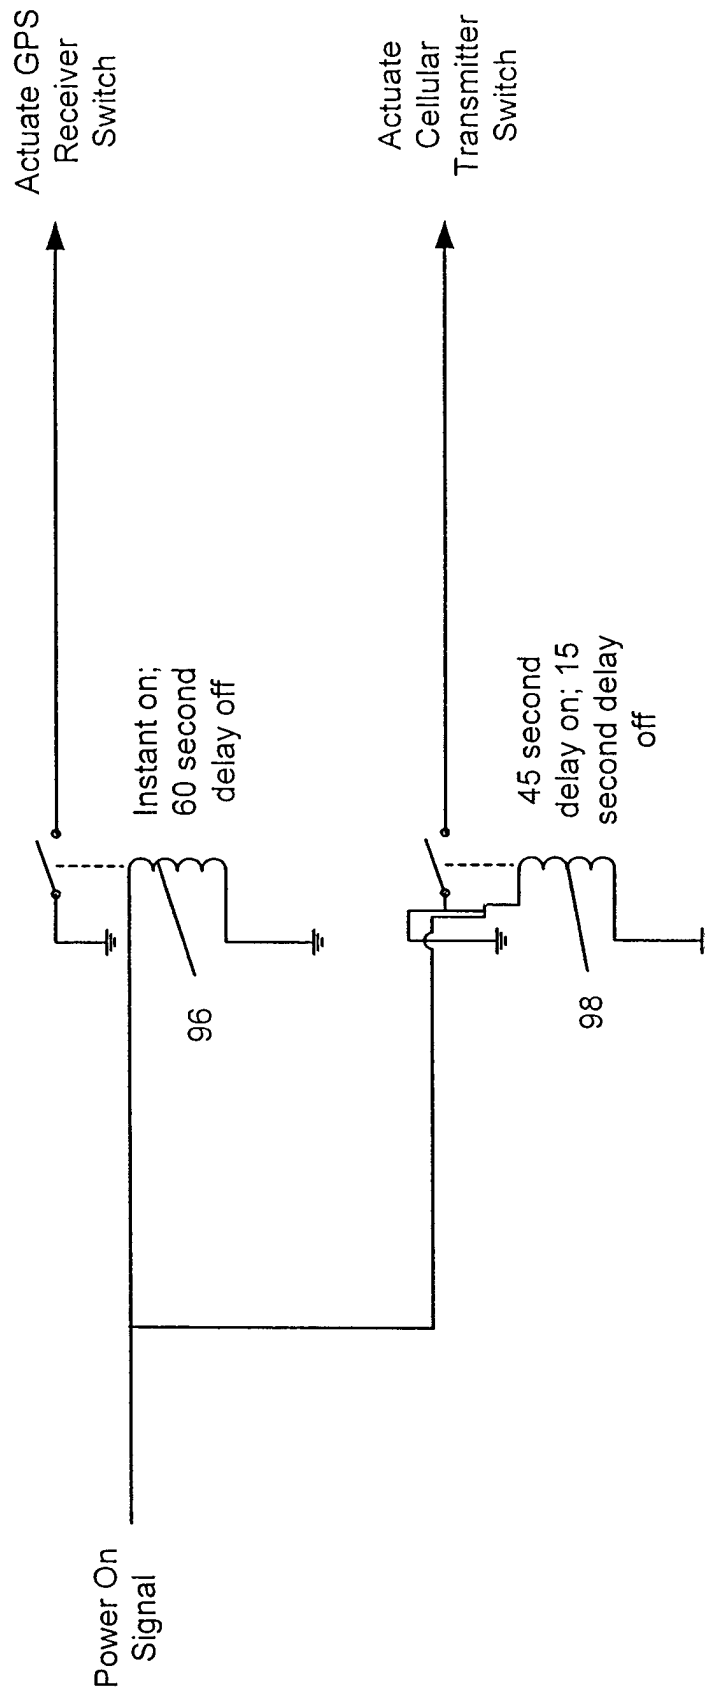 Power On
Signal
96
Instant on;
60 second
delay off
Actuate GPS
Receiver
Switch
98
45 second
delay on; 15
second delay
off
Actuate
Cellular
Transmitter
Switch